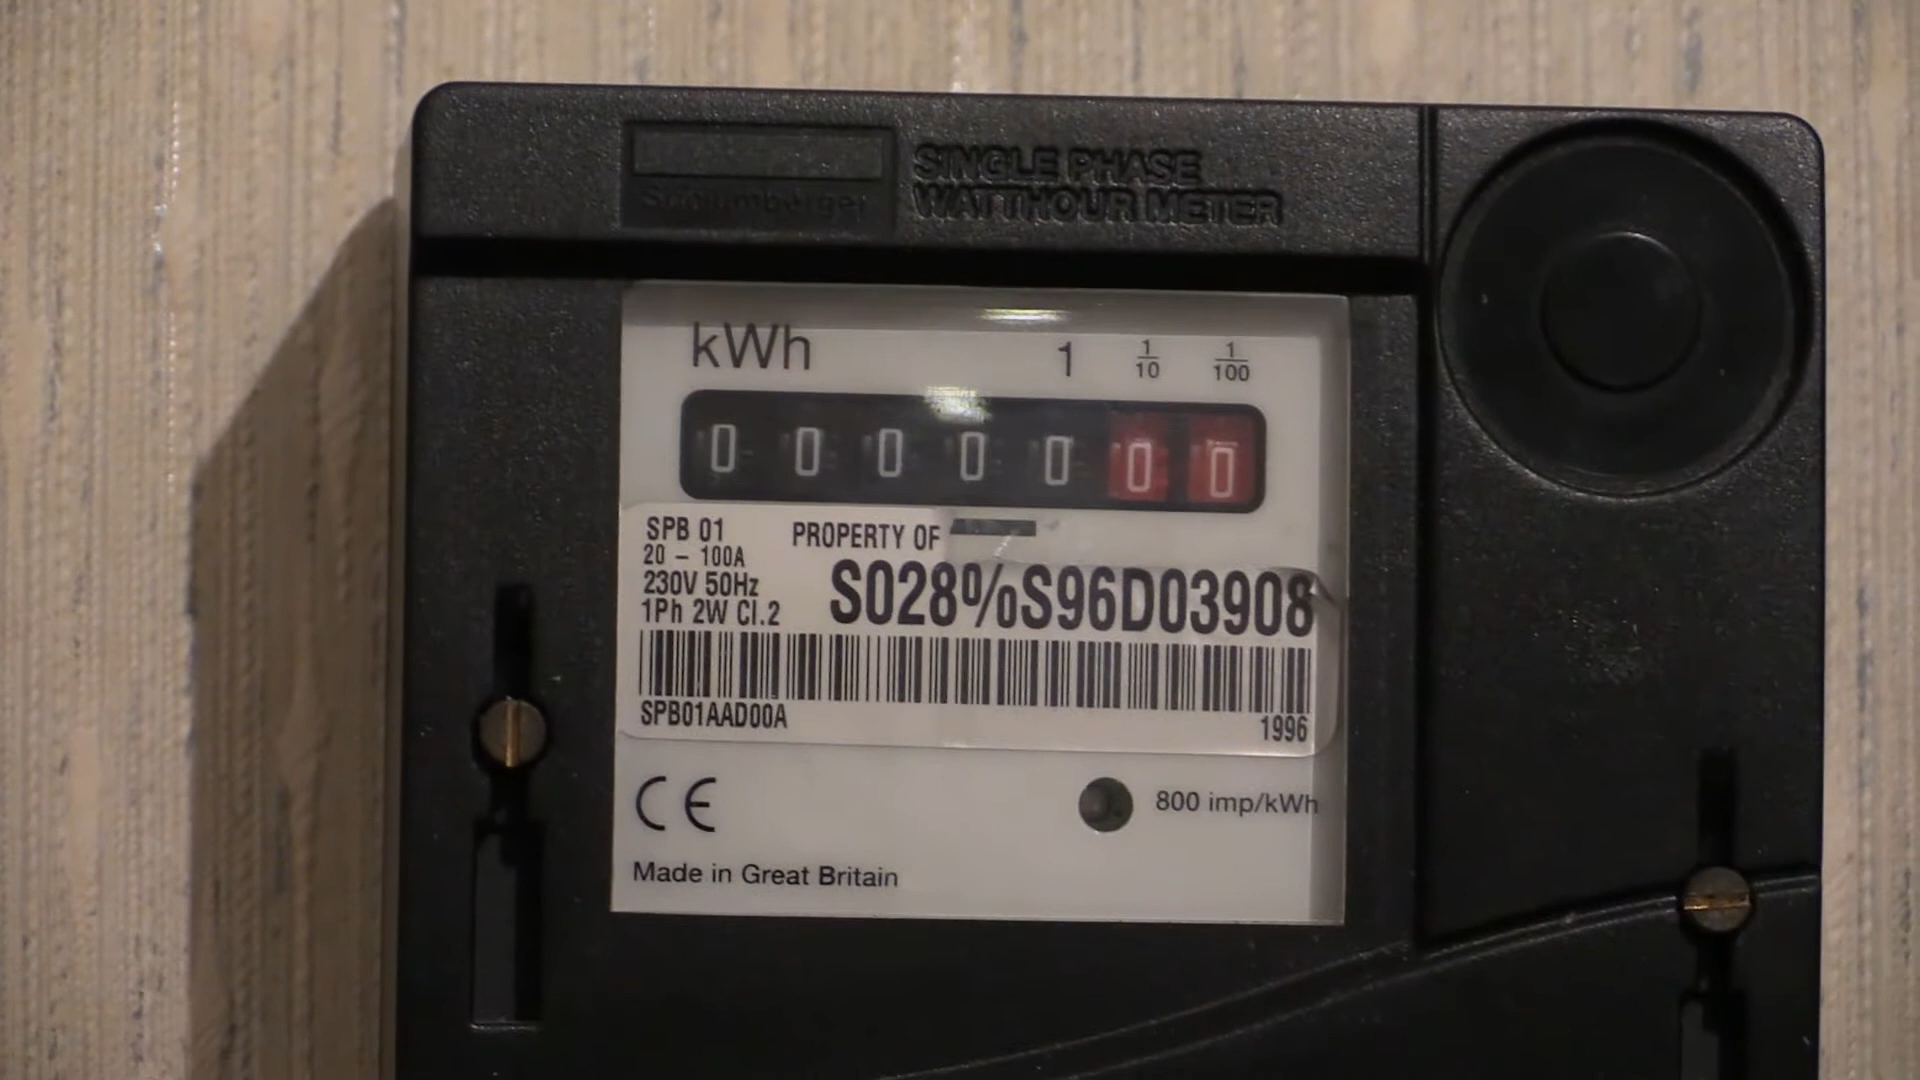 Schlumberger
SINGLE PHASE
WATTHOUR METER
kWh 1 1/10 1/100
0 0 0 0 0 0 0
SPB 01 PROPERTY OF
20 – 100A
230V 50Hz
1Ph 2W Cl.2
S028%S96D03908
SPB01AAD00A 1996
CE
800 imp/kWh
Made in Great Britain